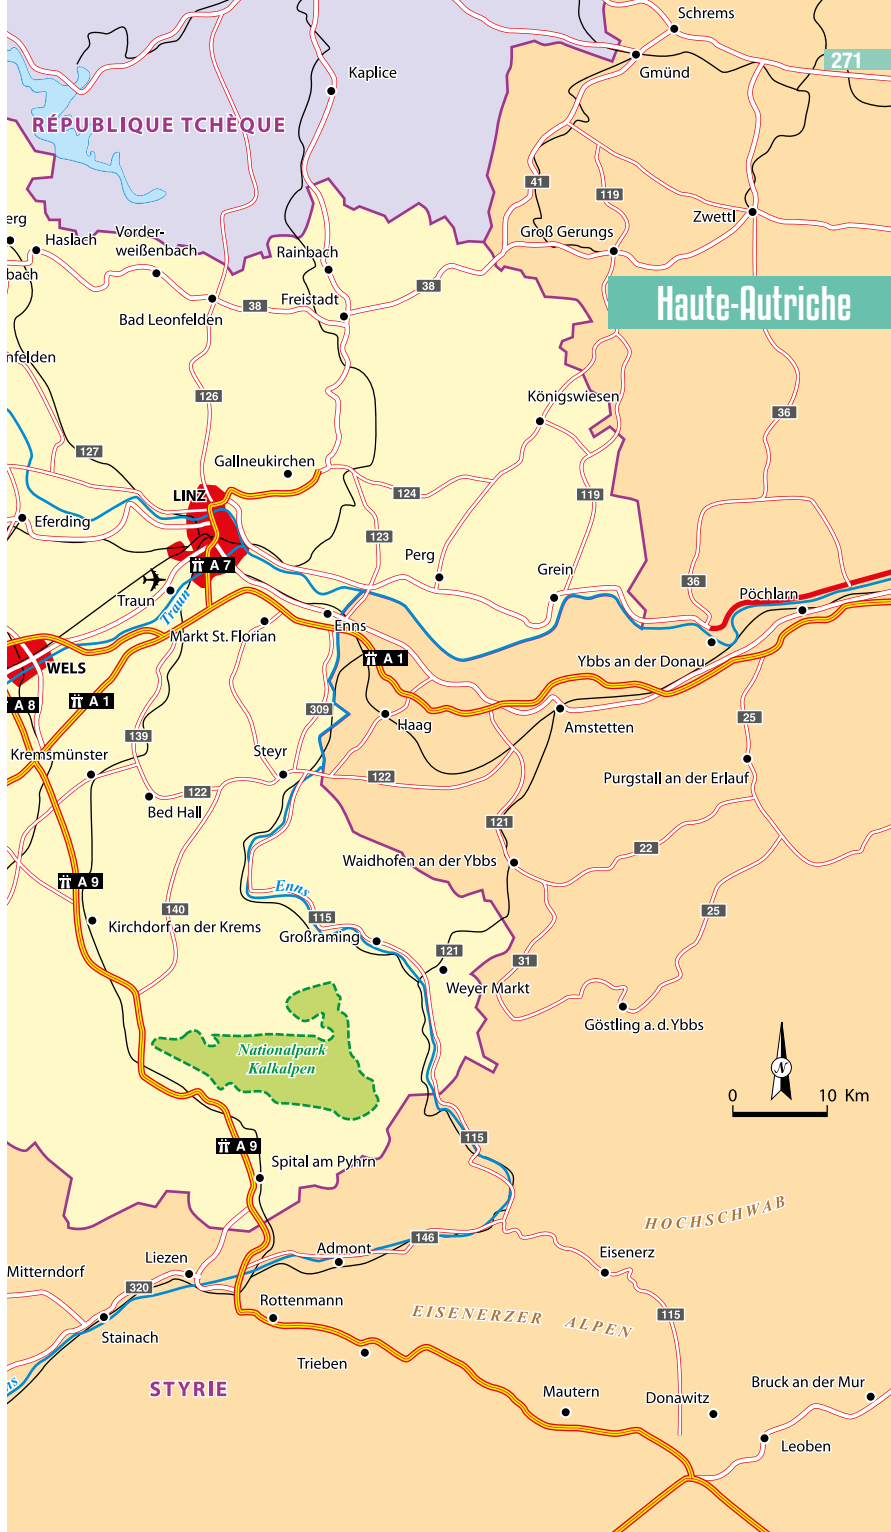 Schrems
271
Gmünd
Kaplice
RÉPUBLIQUE TCHÈQUE
41
119
Zwettl
erg
Haslach
Vorder-
weißenbach
Groß Gerungs
Rainbach
bach
38
38
Freistadt
Bad Leonfelden
Haute-Autriche
nfelden
126
Königswiesen
36
127
Gallneukirchen
LINZ
124
119
Eferding
123
Perg
A 7
Grein
36
Pöchlarn
Traun
Traun
Markt St. Florian
Enns
WELS
A 1
Ybbs an der Donau
A 8
A 1
309
Haag
Amstetten
25
139
Kremsmünster
Steyr
122
122
Purgstall an der Erlauf
Bed Hall
121
22
Waidhofen an der Ybbs
A 9
Enns
140
115
25
Kirchdorf an der Krems
Großraming
121
31
Weyer Markt
Göstling a. d. Ybbs
Nationalpark
Kalkalpen
N
0 10 Km
115
A 9
Spital am Pyhrn
HOCHSCHWAB
146
Admont
Liezen
Eisenerz
Mitterndorf
320
Rottenmann
EISENERZER ALPEN
115
Stainach
Trieben
ns
STYRIE
Bruck an der Mur
Mautern
Donawitz
Leoben